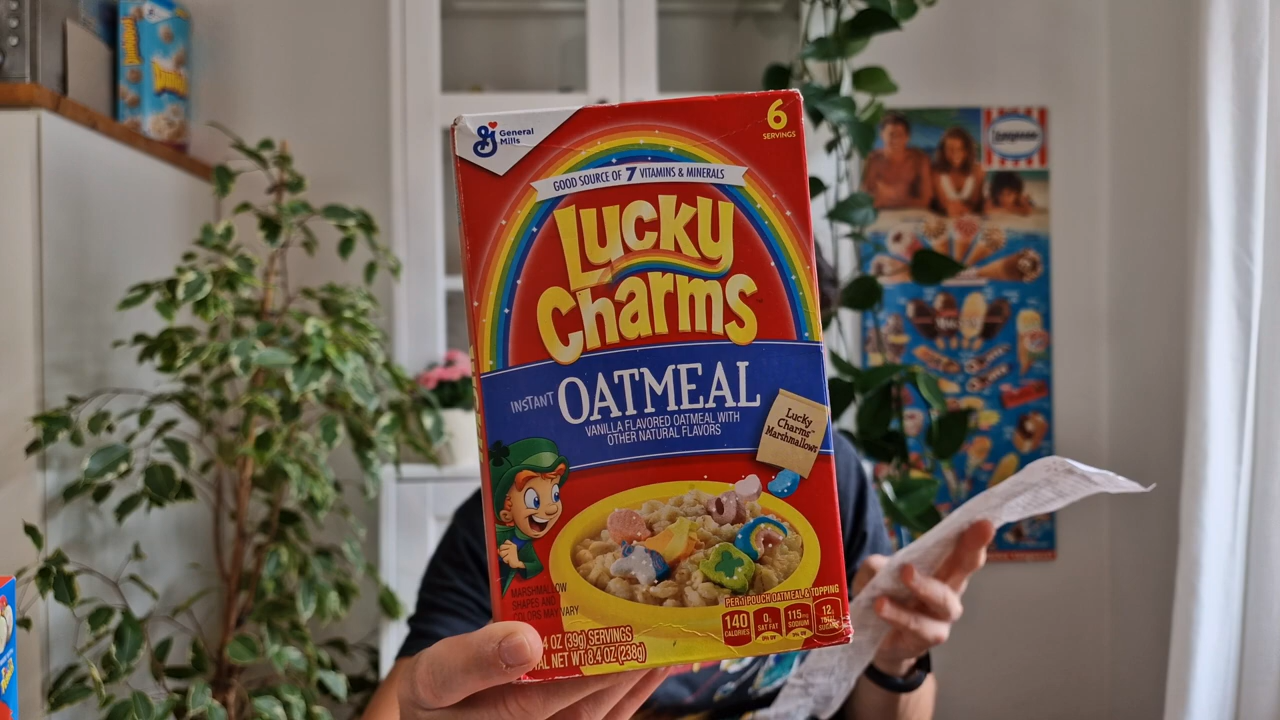 General
Mills
6
SERVINGS
GOOD SOURCE OF 7 VITAMINS & MINERALS
Lucky
Charms
INSTANT OATMEAL
VANILLA FLAVORED OATMEAL WITH
OTHER NATURAL FLAVORS
Lucky
Charms™
Marshmallows
MARSHMALLOW
SHAPES AND
COLORS MAY VARY
PER 1 POUCH OATMEAL & TOPPING
140
CALORIES
0g
SAT FAT
0% DV
115mg
SODIUM
5% DV
12g
TOTAL
SUGARS
4 OZ (39g) SERVINGS
NET WT 8.4 OZ (238g)